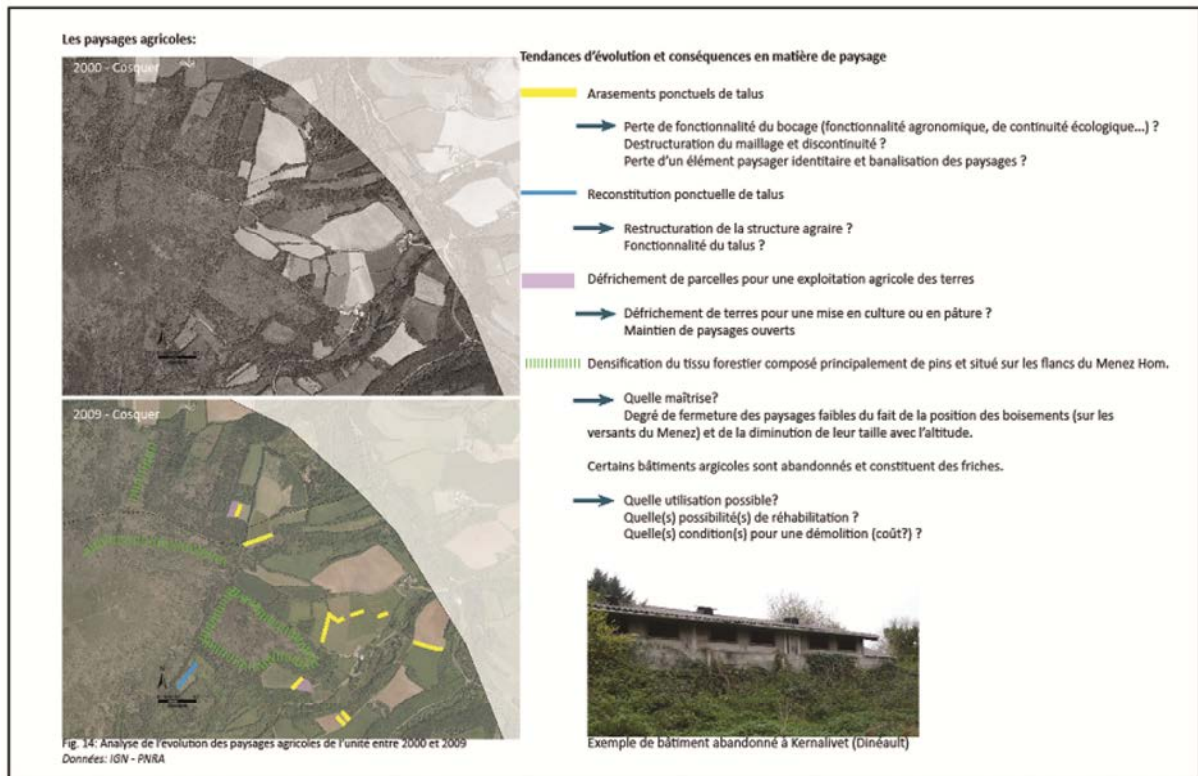 Les paysages agricoles:
2000 - Cosquer
2009 - Cosquer
Fig. 14: Analyse de l'évolution des paysages agricoles de l'unité entre 2000 et 2009
Données: IGN - PNRA
Tendances d'évolution et conséquences en matière de paysage
Arasements ponctuels de talus
Perte de fonctionnalité du bocage (fonctionnalité agronomique, de continuité écologique...) ?
Destructuration du maillage et discontinuité ?
Perte d'un élément paysager identitaire et banalisation des paysages ?
Reconstitution ponctuelle de talus
Restructuration de la structure agraire ?
Fonctionnalité du talus ?
Défrichement de parcelles pour une exploitation agricole des terres
Défrichement de terres pour une mise en culture ou en pâture ?
Maintien de paysages ouverts
Densification du tissu forestier composé principalement de pins et situé sur les flancs du Menez Hom.
Quelle maîtrise?
Degré de fermeture des paysages faibles du fait de la position des boisements (sur les
versants du Menez) et de la diminution de leur taille avec l'altitude.
Certains bâtiments argicoles sont abandonnés et constituent des friches.
Quelle utilisation possible?
Quelle(s) possibilité(s) de réhabilitation ?
Quelle(s) condition(s) pour une démolition (coût?) ?
Exemple de bâtiment abandonné à Kernalivet (Dinéault)